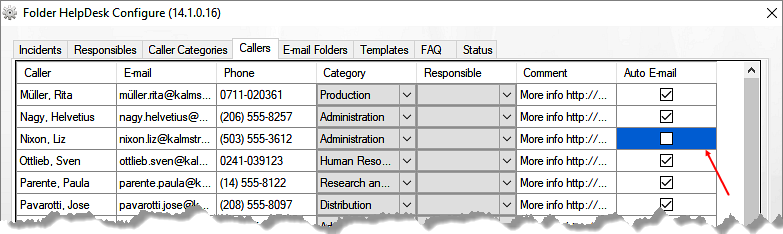 Folder HelpDesk Configure (14.1.0.16)
Incidents Responsibles Caller Categories Callers E-mail Folders Templates FAQ Status
Caller E-mail Phone Category Responsible Comment Auto E-mail
Müller, Rita müller.rita@kalms... 0711-020361 Production More info http://...
Nagy, Helvetius nagy.helvetius@... (206) 555-8257 Administration More info http://...
Nixon, Liz nixon.liz@kalmstr... (503) 555-3612 Administration More info http://...
Ottlieb, Sven ottlieb.sven@kal... 0241-039123 Human Reso... More info http://...
Parente, Paula parente.paula@k... (14) 555-8122 Research an... More info http://...
Pavarotti, Jose pavarotti.jose@k... (208) 555-8097 Distribution More info http://...